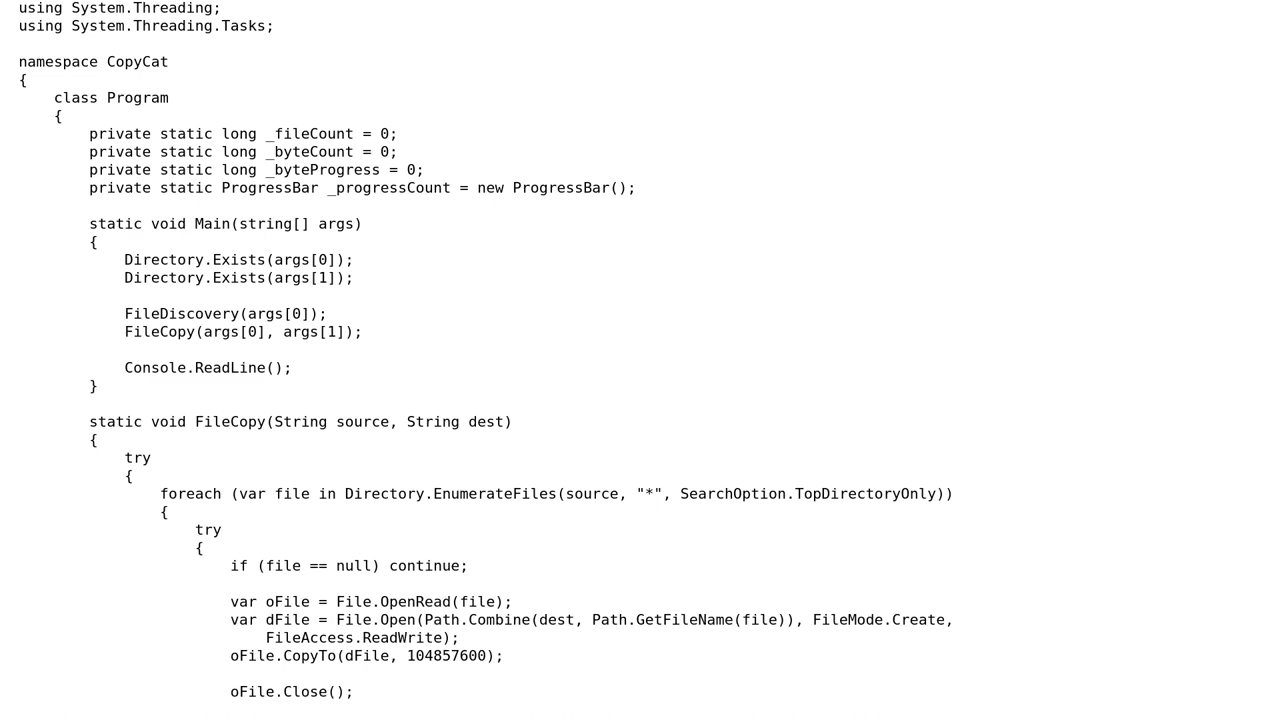 using System.Threading;
using System.Threading.Tasks;

namespace CopyCat
{
    class Program
    {
        private static long _fileCount = 0;
        private static long _byteCount = 0;
        private static long _byteProgress = 0;
        private static ProgressBar _progressCount = new ProgressBar();

        static void Main(string[] args)
        {
            Directory.Exists(args[0]);
            Directory.Exists(args[1]);

            FileDiscovery(args[0]);
            FileCopy(args[0], args[1]);

            Console.ReadLine();
        }

        static void FileCopy(String source, String dest)
        {
            try
            {
                foreach (var file in Directory.EnumerateFiles(source, "*", SearchOption.TopDirectoryOnly))
                {
                    try
                    {
                        if (file == null) continue;

                        var oFile = File.OpenRead(file);
                        var dFile = File.Open(Path.Combine(dest, Path.GetFileName(file)), FileMode.Create,
                            FileAccess.ReadWrite);
                        oFile.CopyTo(dFile, 104857600);

                        oFile.Close();